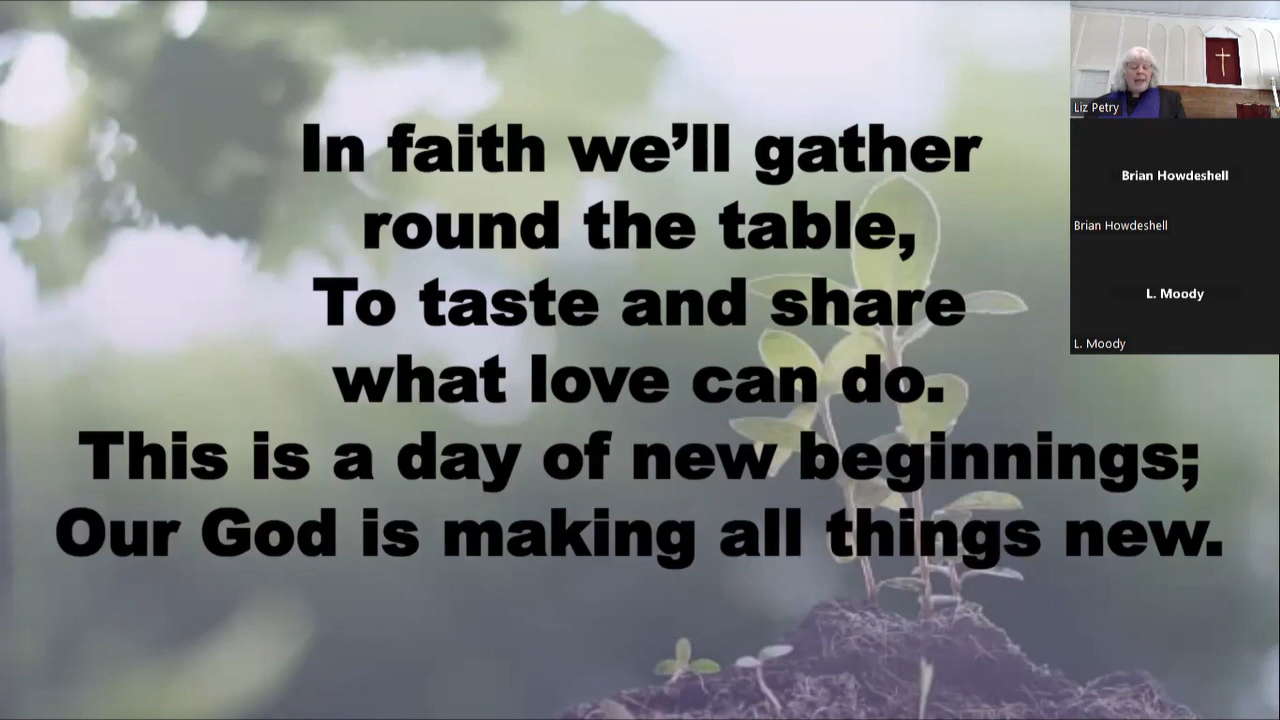 In faith we’ll gather
round the table,
To taste and share
what love can do.
This is a day of new beginnings;
Our God is making all things new.
Liz Petry
Brian Howdeshell
Brian Howdeshell
L. Moody
L. Moody